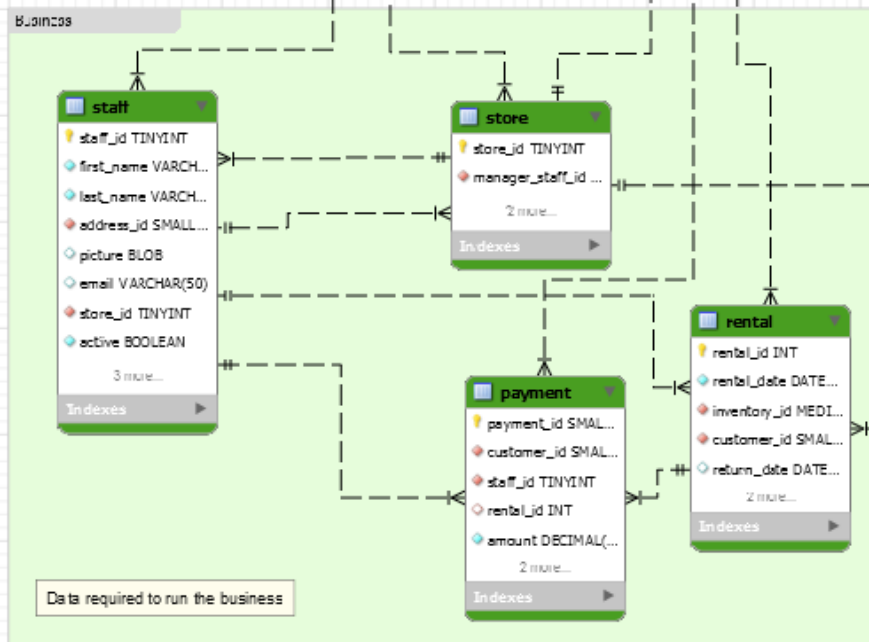 Business
staff
staff_id TINYINT
first_name VARCH...
last_name VARCH...
address_id SMALL...
picture BLOB
email VARCHAR(50)
store_id TINYINT
active BOOLEAN
3 more...
Indexes
store
store_id TINYINT
manager_staff_id ...
2 more...
Indexes
payment
payment_id SMAL...
customer_id SMAL...
staff_id TINYINT
rental_id INT
amount DECIMAL(...
2 more...
Indexes
rental
rental_id INT
rental_date DATE...
inventory_id MEDI...
customer_id SMAL...
return_date DATE...
2 more...
Indexes
Data required to run the business